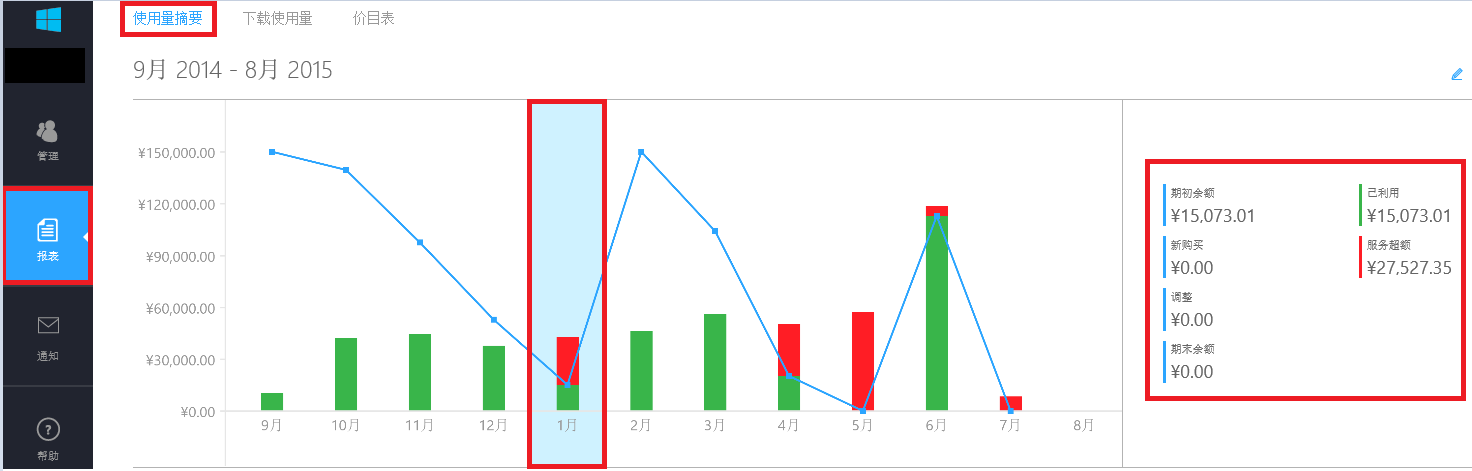 使用量摘要 下载使用量 价目表
9月 2014 - 8月 2015
管理
报表
通知
帮助
¥150,000.00
¥120,000.00
¥90,000.00
¥60,000.00
¥30,000.00
¥0.00
9月 10月 11月 12月 1月 2月 3月 4月 5月 6月 7月 8月
期初余额 已利用
¥15,073.01 ¥15,073.01
新购买 服务超额
¥0.00 ¥27,527.35
调整
¥0.00
期末余额
¥0.00